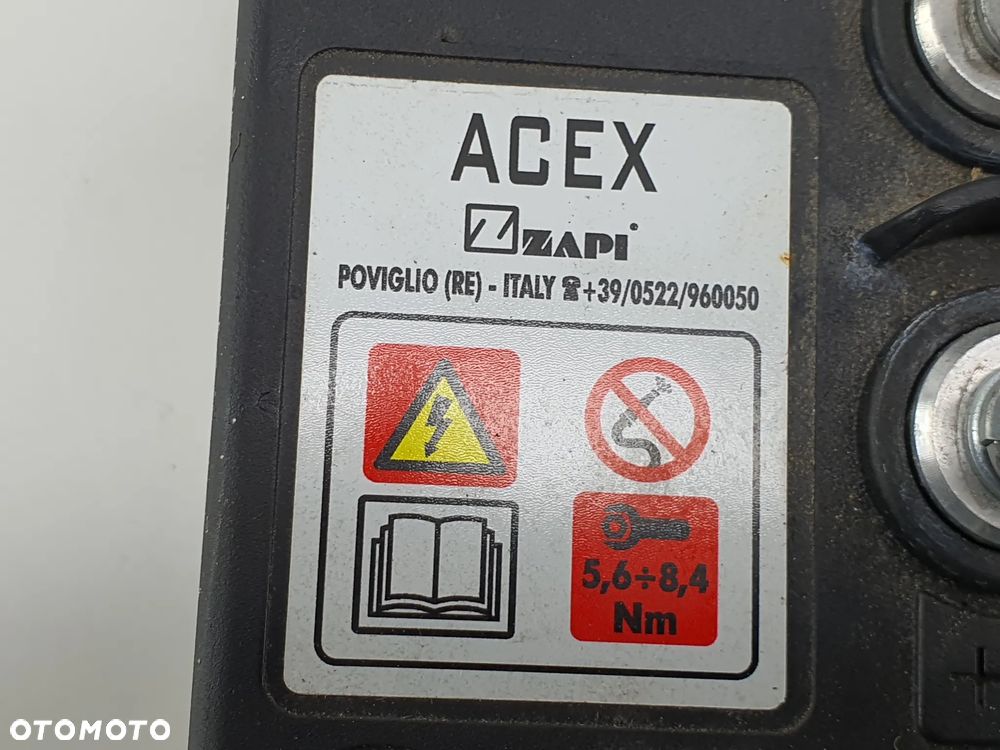 ACEX
ZAPI
POVIGLIO (RE) - ITALY ☎+39/0522/960050
5,6÷8,4
Nm
+
OTOMOTO